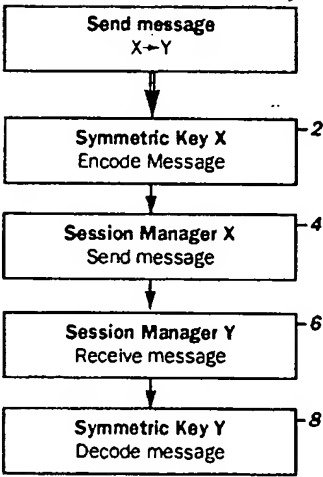 Send message
X→Y
Symmetric Key X
Encode Message
2
Session Manager X
Send message
4
Session Manager Y
Receive message
6
Symmetric Key Y
Decode message
8